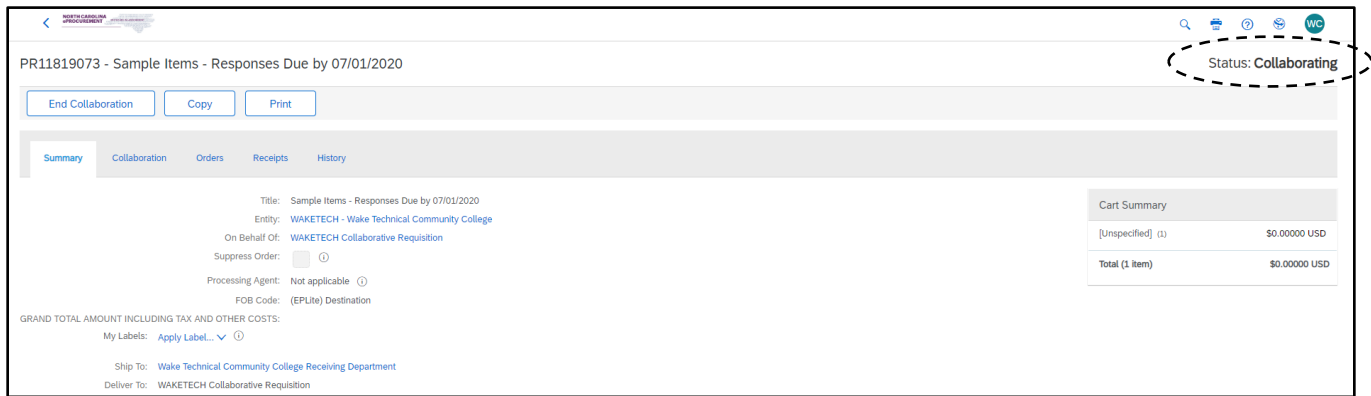 NORTH CAROLINA
ePROCUREMENT
WC
PR11819073 - Sample Items - Responses Due by 07/01/2020
Status: Collaborating
End Collaboration Copy Print
Summary Collaboration Orders Receipts History
Title: Sample Items - Responses Due by 07/01/2020
Entity: WAKETECH - Wake Technical Community College
On Behalf Of: WAKETECH Collaborative Requisition
Suppress Order:
Processing Agent: Not applicable
FOB Code: (EPLite) Destination
GRAND TOTAL AMOUNT INCLUDING TAX AND OTHER COSTS:
My Labels: Apply Label...
Ship To: Wake Technical Community College Receiving Department
Deliver To: WAKETECH Collaborative Requisition
Cart Summary
[Unspecified] (1) $0.00000 USD
Total (1 item) $0.00000 USD